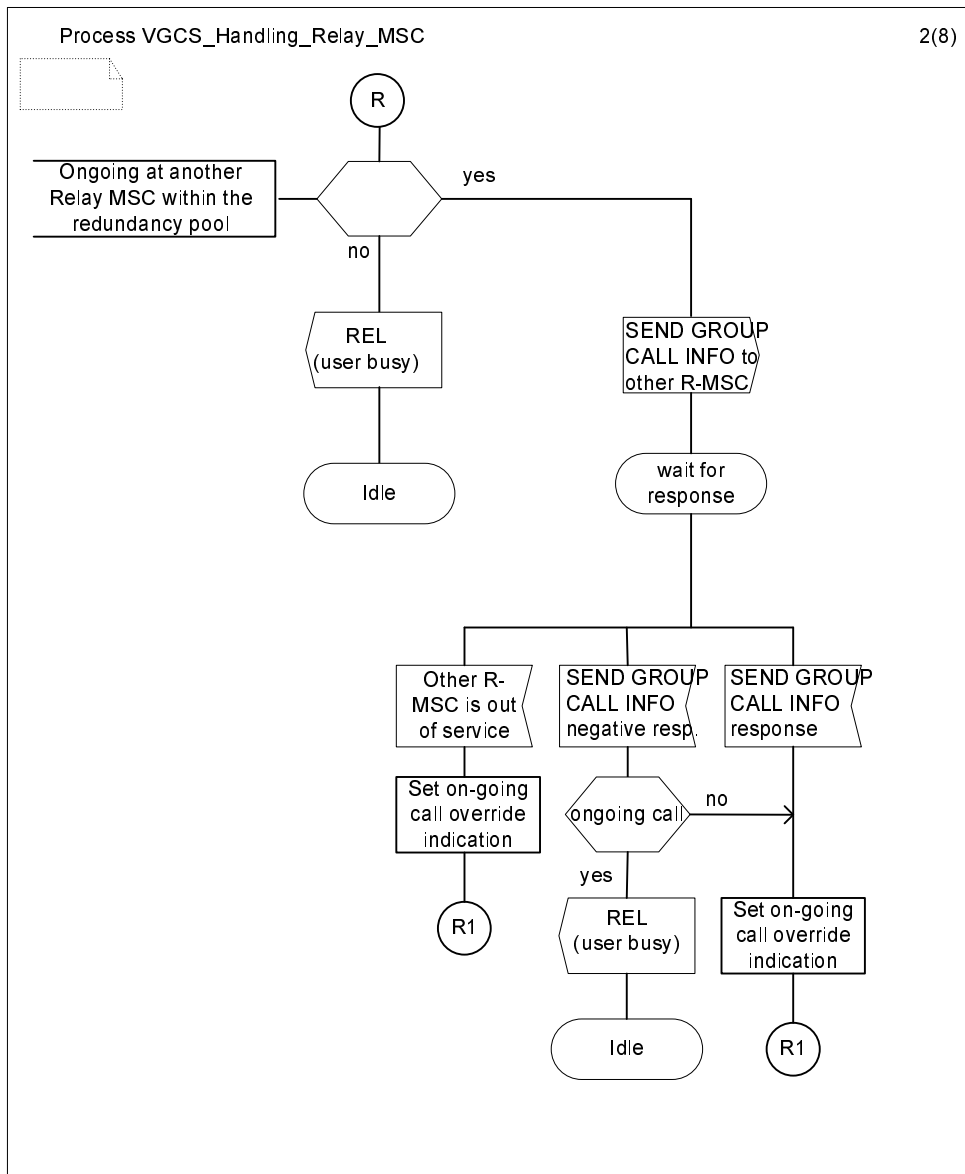 Process VGCS_Handling_Relay_MSC
2(8)
R
Ongoing at another
Relay MSC within the
redundancy pool
yes
no
REL
(user busy)
SEND GROUP
CALL INFO to
other R-MSC
Idle
wait for
response
Other R-
MSC is out
of service
SEND GROUP
CALL INFO
negative resp.
SEND GROUP
CALL INFO
response
Set on-going
call override
indication
ongoing call
no
yes
R1
REL
(user busy)
Set on-going
call override
indication
Idle
R1